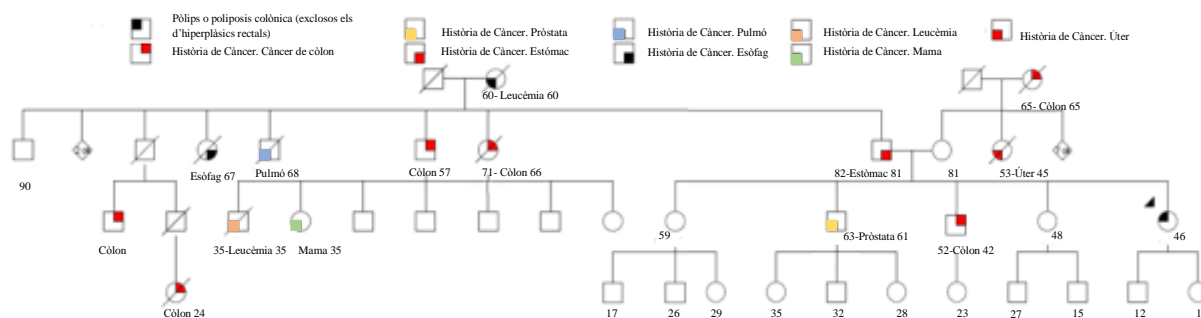 Pòlips o poliposis colònica (exclosos els
d'hiperplàsics rectals)
Història de Càncer. Càncer de còlon
Història de Càncer. Pròstata
Història de Càncer. Estómac
Història de Càncer. Pulmó
Història de Càncer. Esòfag
Història de Càncer. Leucèmia
Història de Càncer. Mama
Història de Càncer. Úter
60- Leucèmia 60
65- Còlon 65
90
Esòfag 67
Pulmó 68
Còlon 57
71- Còlon 66
82-Estòmac 81
81
53-Úter 45
Còlon
35-Leucèmia 35
Mama 35
59
63-Pròstata 61
52-Còlon 42
48
46
Còlon 24
17
26
29
35
32
28
23
27
15
12